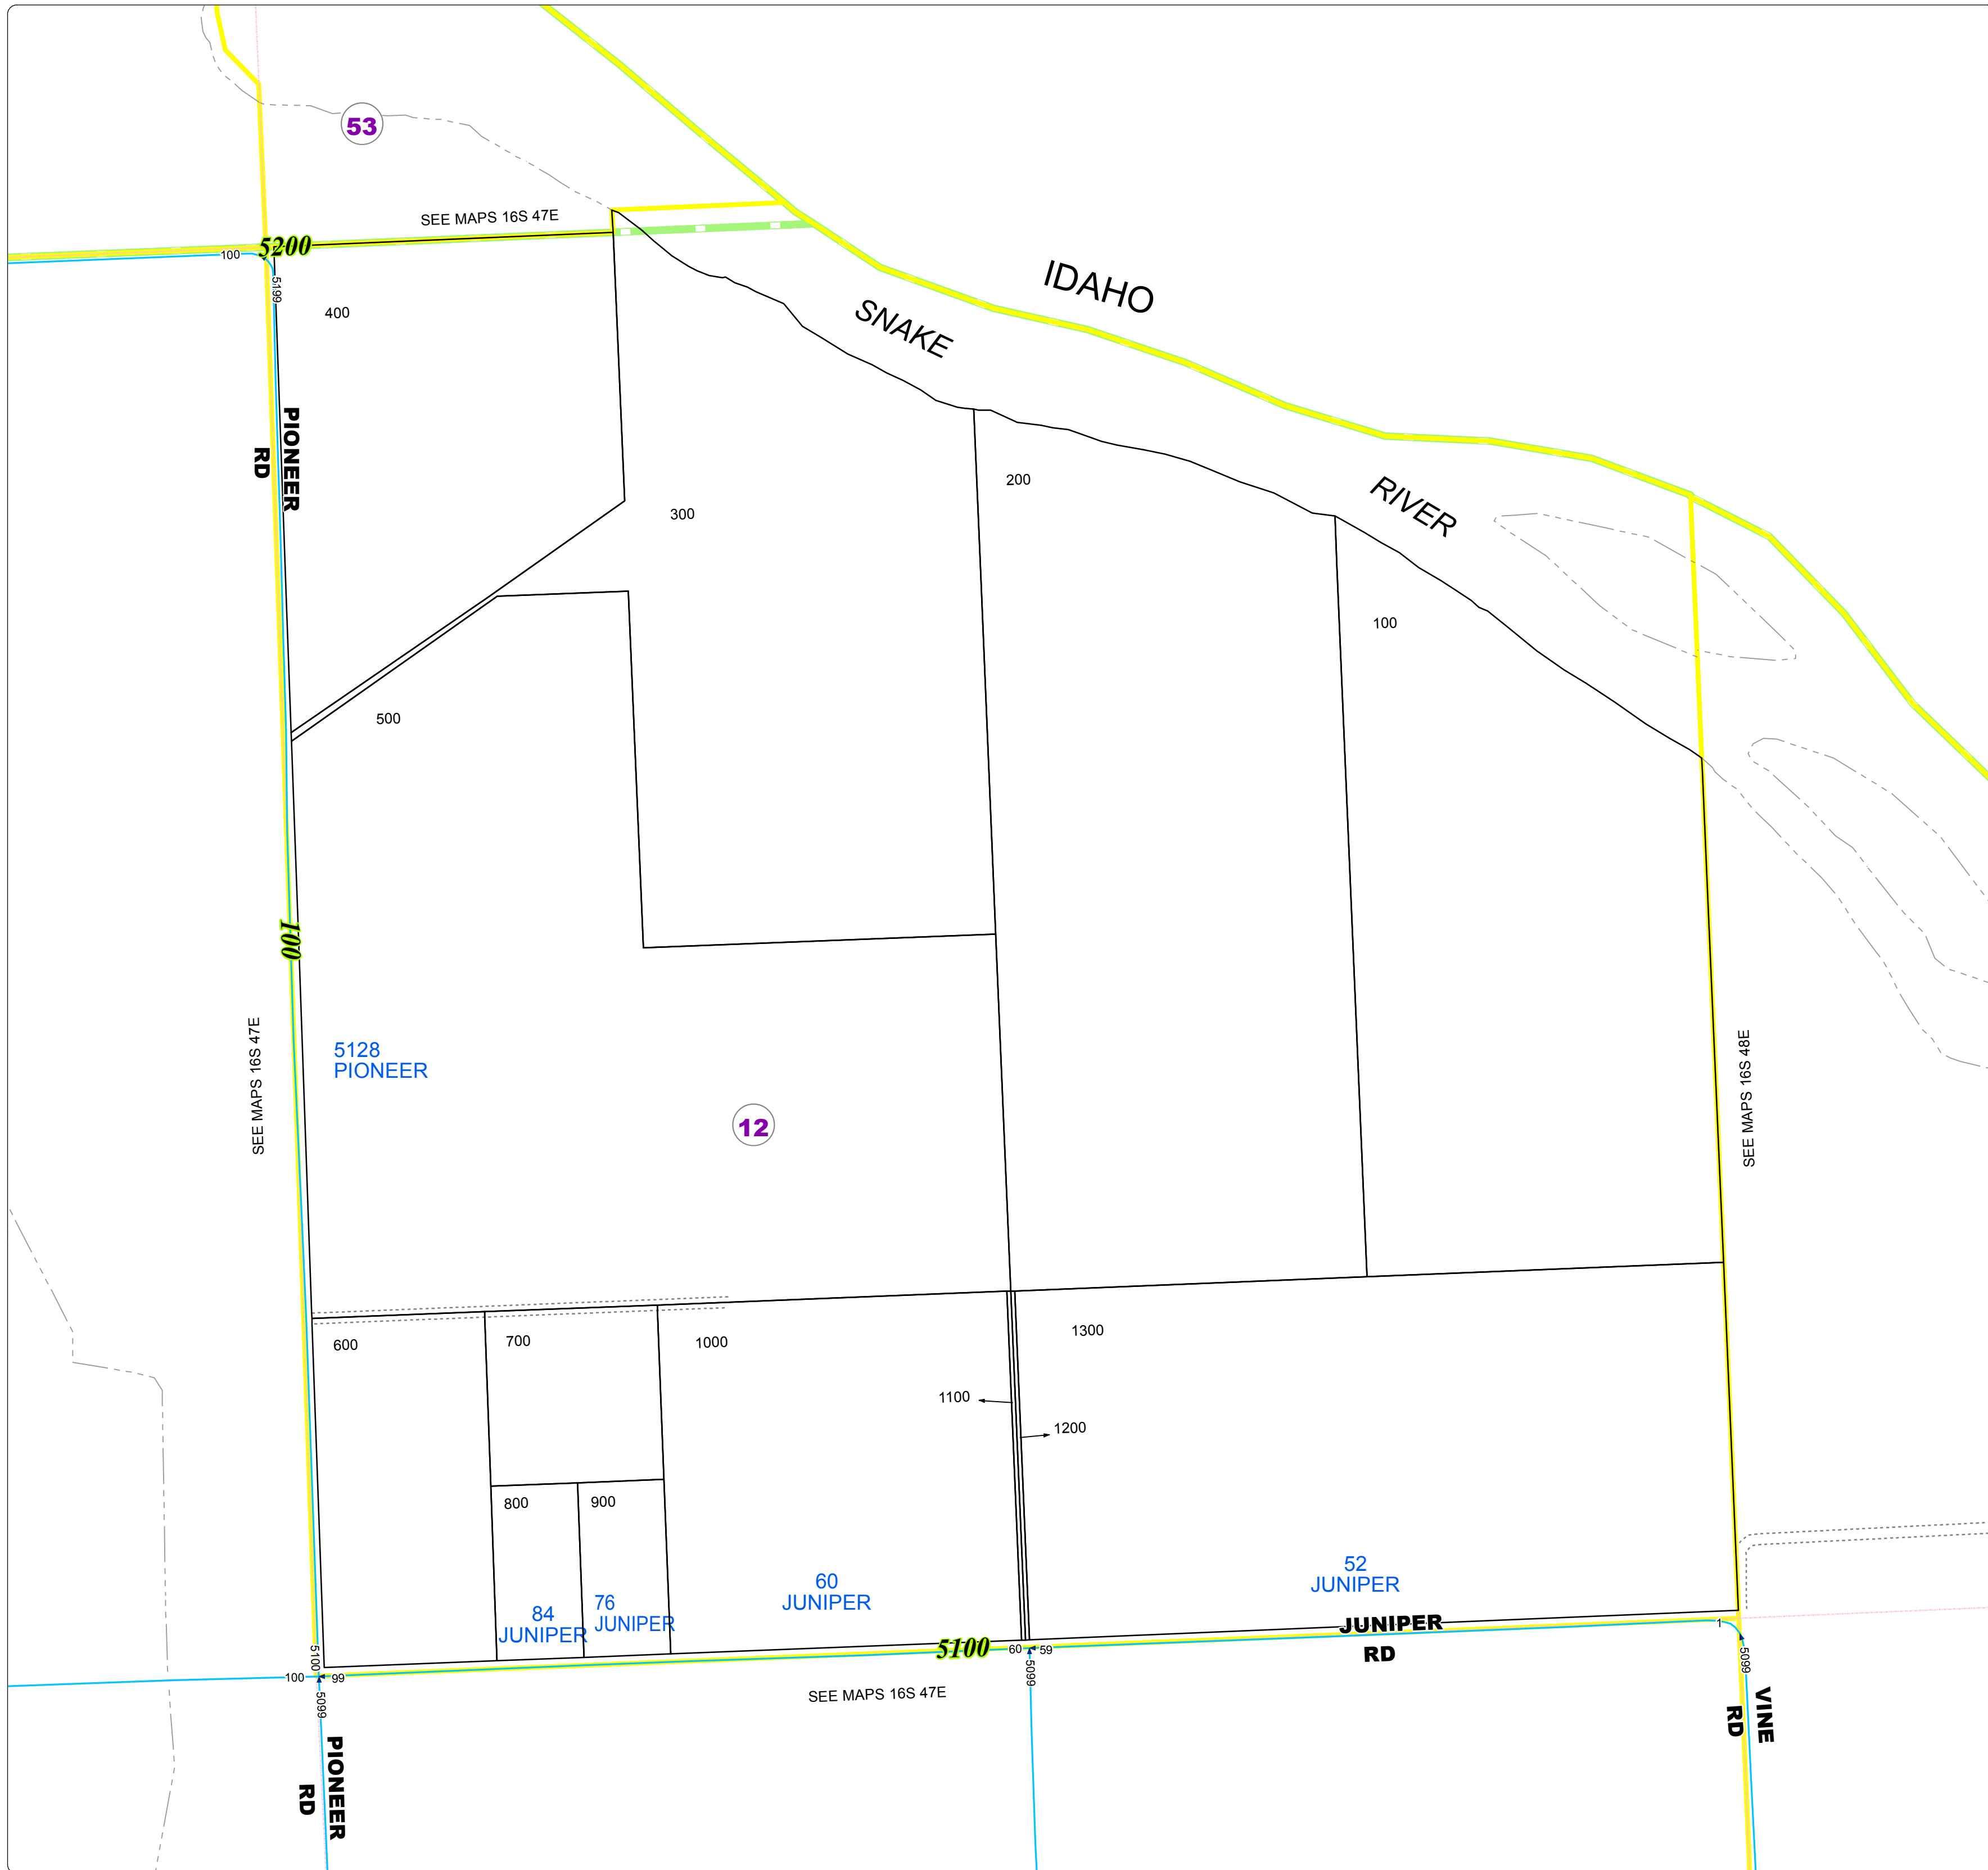 53
SEE MAPS 16S 47E
5200
100
5199
400
IDAHO
SNAKE
RIVER
PIONEER
RD
300
200
100
500
100
5128
PIONEER
SEE MAPS 16S 47E
SEE MAPS 16S 48E
12
600
700
1000
1300
1100
1200
800
900
84
JUNIPER
76
JUNIPER
60
JUNIPER
52
JUNIPER
JUNIPER
RD
5100
60
59
1
5100
100
99
5099
5099
5099
SEE MAPS 16S 47E
VINE
RD
PIONEER
RD